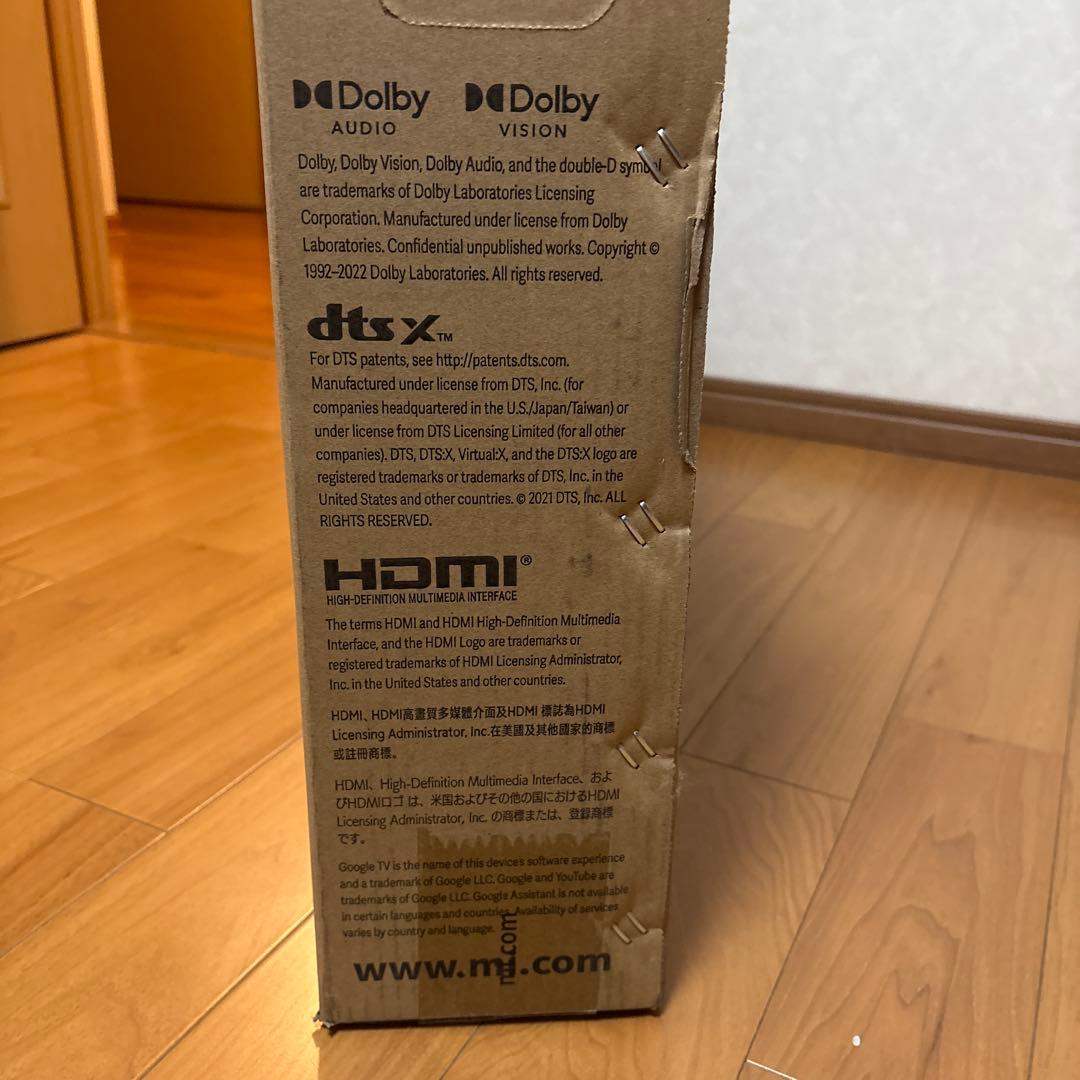 Dolby Dolby
AUDIO VISION
Dolby, Dolby Vision, Dolby Audio, and the double-D symbol
are trademarks of Dolby Laboratories Licensing
Corporation. Manufactured under license from Dolby
Laboratories. Confidential unpublished works. Copyright ©
1992–2022 Dolby Laboratories. All rights reserved.
dts X™
For DTS patents, see http://patents.dts.com.
Manufactured under license from DTS, Inc. (for
companies headquartered in the U.S./Japan/Taiwan) or
under license from DTS Licensing Limited (for all other
companies). DTS, DTS:X, Virtual:X, and the DTS:X logo are
registered trademarks or trademarks of DTS, Inc. in the
United States and other countries. © 2021 DTS, Inc. ALL
RIGHTS RESERVED.
HDMI®
HIGH-DEFINITION MULTIMEDIA INTERFACE
The terms HDMI and HDMI High-Definition Multimedia
Interface, and the HDMI Logo are trademarks or
registered trademarks of HDMI Licensing Administrator,
Inc. in the United States and other countries.
HDMI、HDMI高畫質多媒體介面及HDMI 標誌為HDMI
Licensing Administrator, Inc.在美國及其他國家的商標
或註冊商標。
HDMI、High-Definition Multimedia Interface、およ
びHDMIロゴ は、米国およびその他の国におけるHDMI
Licensing Administrator, Inc. の商標または、登録商標
です。
Google TV is the name of this device's software experience
and a trademark of Google LLC. Google and YouTube are
trademarks of Google LLC. Google Assistant is not available
in certain languages and countries. Availability of services
varies by country and language.
www.mi.com
mi.com